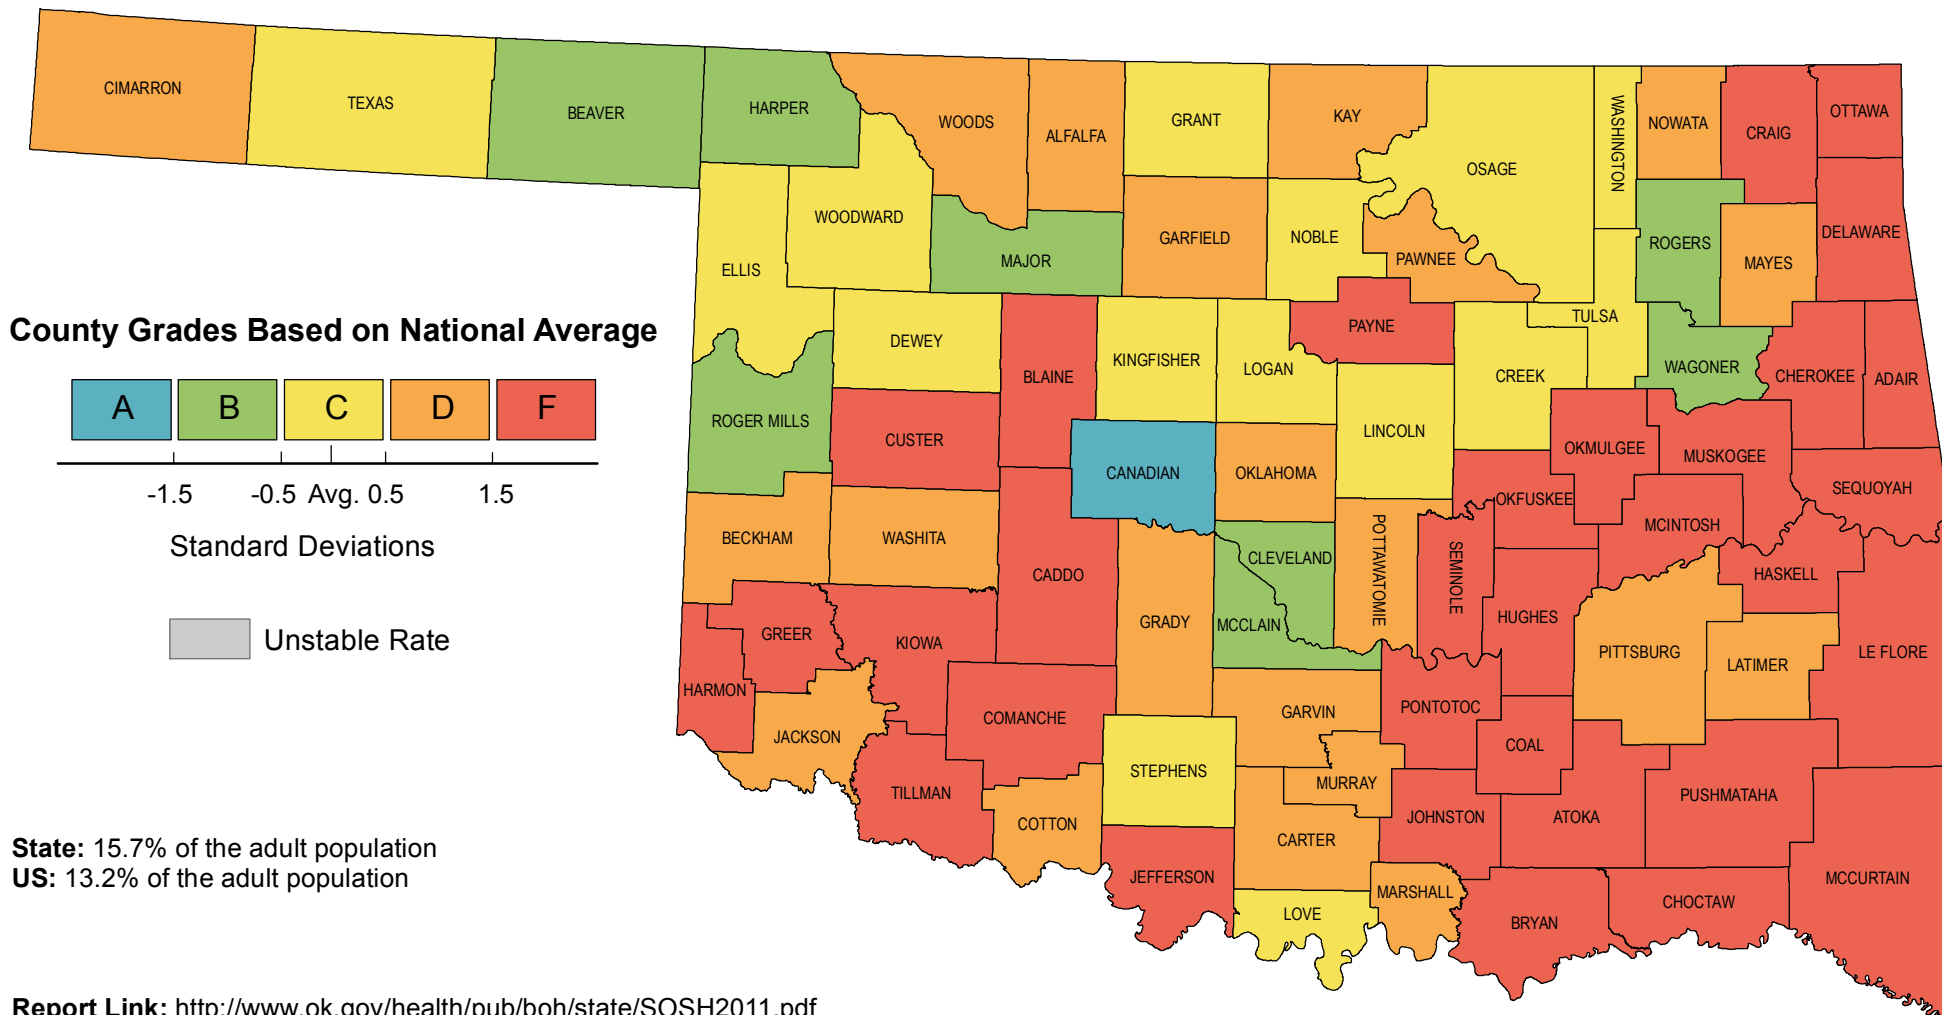 CIMARRON
TEXAS
BEAVER
HARPER
WOODS
ALFALFA
GRANT
KAY
OSAGE
WASHINGTON
NOWATA
CRAIG
OTTAWA
WOODWARD
ELLIS
MAJOR
GARFIELD
NOBLE
PAWNEE
ROGERS
MAYES
DELAWARE
County Grades Based on National Average
A B C D F
-1.5 -0.5 Avg. 0.5 1.5
Standard Deviations
Unstable Rate
DEWEY
BLAINE
KINGFISHER
LOGAN
PAYNE
CREEK
TULSA
WAGONER
CHEROKEE
ADAIR
ROGER MILLS
CUSTER
CANADIAN
OKLAHOMA
LINCOLN
OKMULGEE
MUSKOGEE
SEQUOYAH
OKFUSKEE
MCINTOSH
BECKHAM
WASHITA
CADDO
GRADY
CLEVELAND
MCCLAIN
POTTAWATOMIE
SEMINOLE
HUGHES
HASKELL
PITTSBURG
LATIMER
LE FLORE
GREER
KIOWA
HARMON
JACKSON
COMANCHE
TILLMAN
COTTON
STEPHENS
GARVIN
MURRAY
PONTOTOC
COAL
CARTER
JOHNSTON
ATOKA
PUSHMATAHA
JEFFERSON
LOVE
MARSHALL
BRYAN
CHOCTAW
MCCURTAIN
State: 15.7% of the adult population
US: 13.2% of the adult population
Report Link: http://www.ok.gov/health/pub/boh/state/SOSH2011.pdf